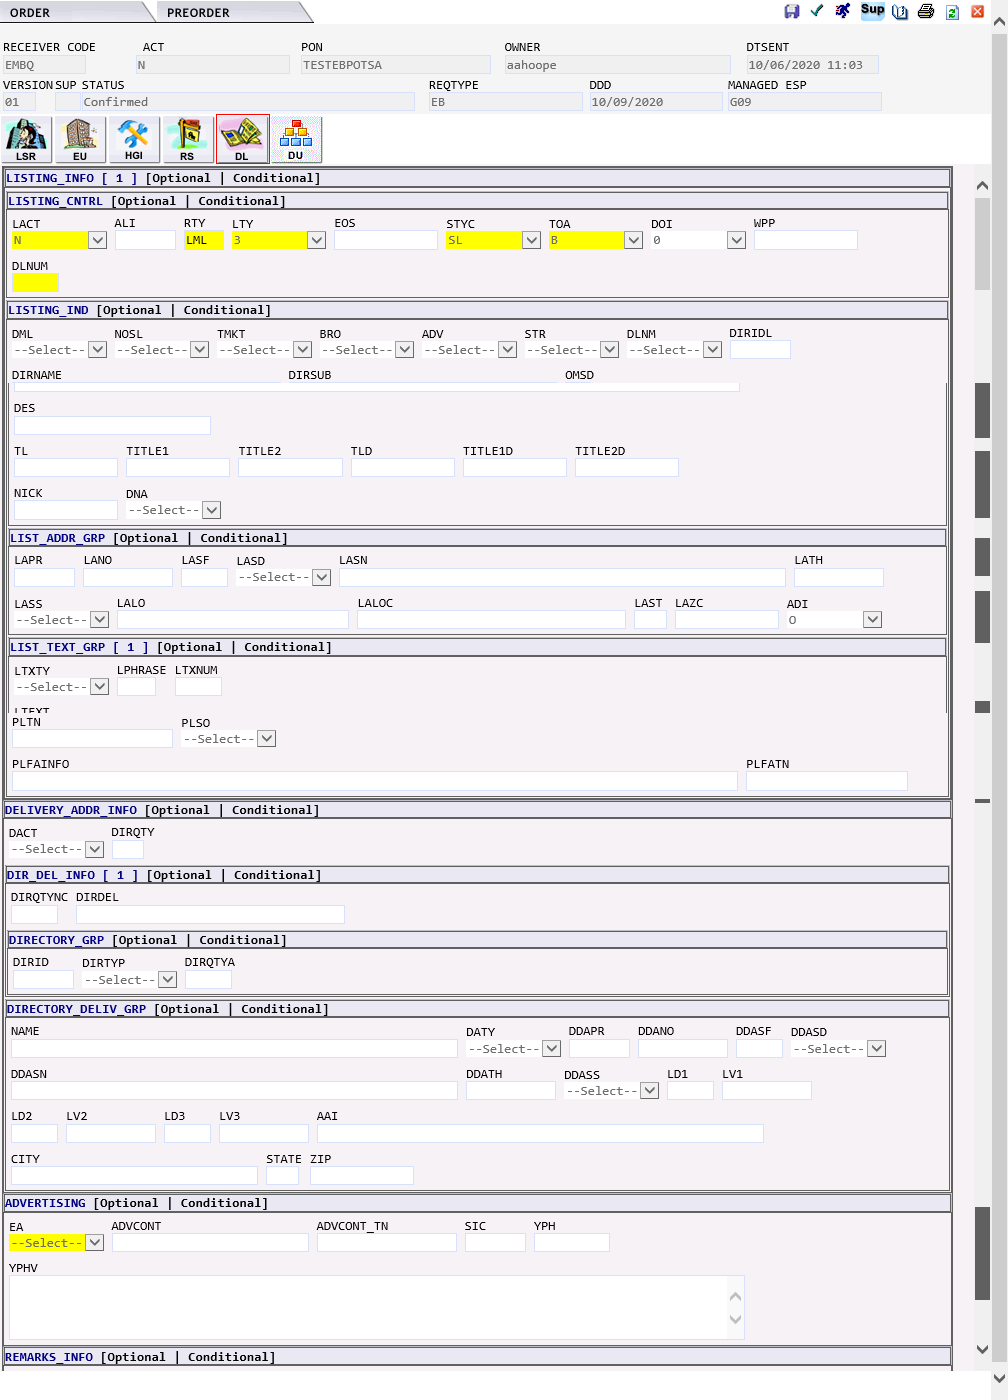 ORDER PREORDER Sup
RECEIVER CODE ACT PON OWNER DTSENT
EMBQ N TESTEBPOTSA aahoope 10/06/2020 11:03
VERSION SUP STATUS REQTYPE DDD MANAGED ESP
01 Confirmed EB 10/09/2020 G09
LSR EU HGI RS DL DU
LISTING_INFO [ 1 ] [Optional | Conditional]
LISTING_CNTRL [Optional | Conditional]
LACT ALI RTY LTY EOS STYC TOA DOI WPP
N LML 3 SL B 0
DLNUM
LISTING_IND [Optional | Conditional]
DML NOSL TMKT BRO ADV STR DLNM DIRIDL
--Select-- --Select-- --Select-- --Select-- --Select-- --Select-- --Select--
DIRNAME DIRSUB OMSD
DES
TL TITLE1 TITLE2 TLD TITLE1D TITLE2D
NICK DNA
--Select--
LIST_ADDR_GRP [Optional | Conditional]
LAPR LANO LASF LASD LASN LATH
--Select--
LASS LALO LALOC LAST LAZC ADI
--Select-- O
LIST_TEXT_GRP [ 1 ] [Optional | Conditional]
LTXTY LPHRASE LTXNUM
--Select--
LTEXT
PLTN PLSO
--Select--
PLFAINFO PLFATN
DELIVERY_ADDR_INFO [Optional | Conditional]
DACT DIRQTY
--Select--
DIR_DEL_INFO [ 1 ] [Optional | Conditional]
DIRQTYNC DIRDEL
DIRECTORY_GRP [Optional | Conditional]
DIRID DIRTYP DIRQTYA
--Select--
DIRECTORY_DELIV_GRP [Optional | Conditional]
NAME DATY DDAPR DDANO DDASF DDASD
--Select-- --Select--
DDASN DDATH DDASS LD1 LV1
--Select--
LD2 LV2 LD3 LV3 AAI
CITY STATE ZIP
ADVERTISING [Optional | Conditional]
EA ADVCONT ADVCONT_TN SIC YPH
--Select--
YPHV
REMARKS_INFO [Optional | Conditional]